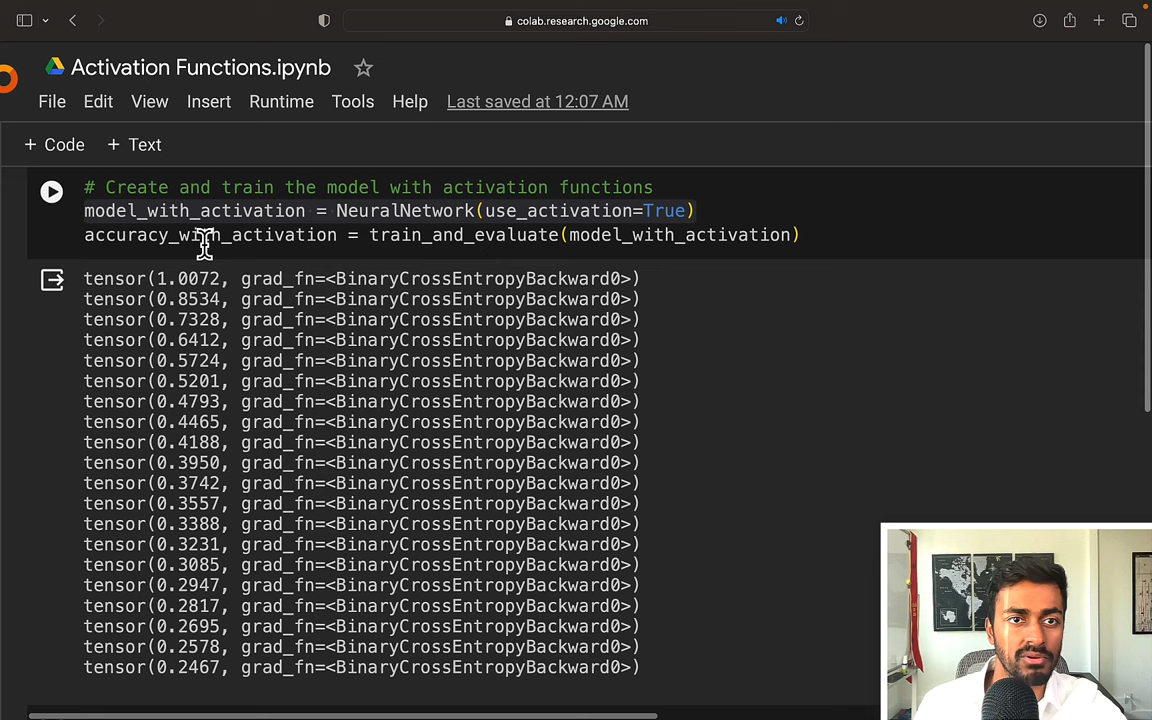 colab.research.google.com
Activation Functions.ipynb
File Edit View Insert Runtime Tools Help Last saved at 12:07 AM
+ Code + Text
# Create and train the model with activation functions
model_with_activation = NeuralNetwork(use_activation=True)
accuracy_with_activation = train_and_evaluate(model_with_activation)
tensor(1.0072, grad_fn=<BinaryCrossEntropyBackward0>)
tensor(0.8534, grad_fn=<BinaryCrossEntropyBackward0>)
tensor(0.7328, grad_fn=<BinaryCrossEntropyBackward0>)
tensor(0.6412, grad_fn=<BinaryCrossEntropyBackward0>)
tensor(0.5724, grad_fn=<BinaryCrossEntropyBackward0>)
tensor(0.5201, grad_fn=<BinaryCrossEntropyBackward0>)
tensor(0.4793, grad_fn=<BinaryCrossEntropyBackward0>)
tensor(0.4465, grad_fn=<BinaryCrossEntropyBackward0>)
tensor(0.4188, grad_fn=<BinaryCrossEntropyBackward0>)
tensor(0.3950, grad_fn=<BinaryCrossEntropyBackward0>)
tensor(0.3742, grad_fn=<BinaryCrossEntropyBackward0>)
tensor(0.3557, grad_fn=<BinaryCrossEntropyBackward0>)
tensor(0.3388, grad_fn=<BinaryCrossEntropyBackward0>)
tensor(0.3231, grad_fn=<BinaryCrossEntropyBackward0>)
tensor(0.3085, grad_fn=<BinaryCrossEntropyBackward0>)
tensor(0.2947, grad_fn=<BinaryCrossEntropyBackward0>)
tensor(0.2817, grad_fn=<BinaryCrossEntropyBackward0>)
tensor(0.2695, grad_fn=<BinaryCrossEntropyBackward0>)
tensor(0.2578, grad_fn=<BinaryCrossEntropyBackward0>)
tensor(0.2467, grad_fn=<BinaryCrossEntropyBackward0>)